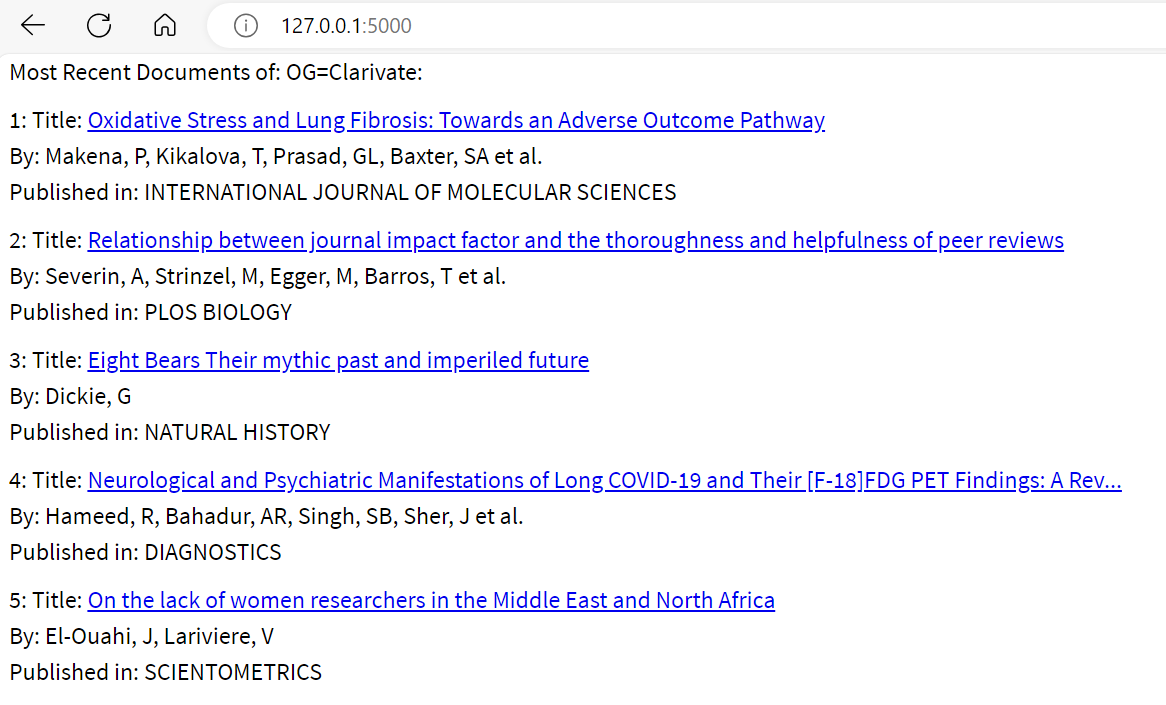 127.0.0.1:5000
Most Recent Documents of: OG=Clarivate:
1: Title: Oxidative Stress and Lung Fibrosis: Towards an Adverse Outcome Pathway
By: Makena, P, Kikalova, T, Prasad, GL, Baxter, SA et al.
Published in: INTERNATIONAL JOURNAL OF MOLECULAR SCIENCES
2: Title: Relationship between journal impact factor and the thoroughness and helpfulness of peer reviews
By: Severin, A, Strinzel, M, Egger, M, Barros, T et al.
Published in: PLOS BIOLOGY
3: Title: Eight Bears Their mythic past and imperiled future
By: Dickie, G
Published in: NATURAL HISTORY
4: Title: Neurological and Psychiatric Manifestations of Long COVID-19 and Their [F-18]FDG PET Findings: A Rev...
By: Hameed, R, Bahadur, AR, Singh, SB, Sher, J et al.
Published in: DIAGNOSTICS
5: Title: On the lack of women researchers in the Middle East and North Africa
By: El-Ouahi, J, Lariviere, V
Published in: SCIENTOMETRICS